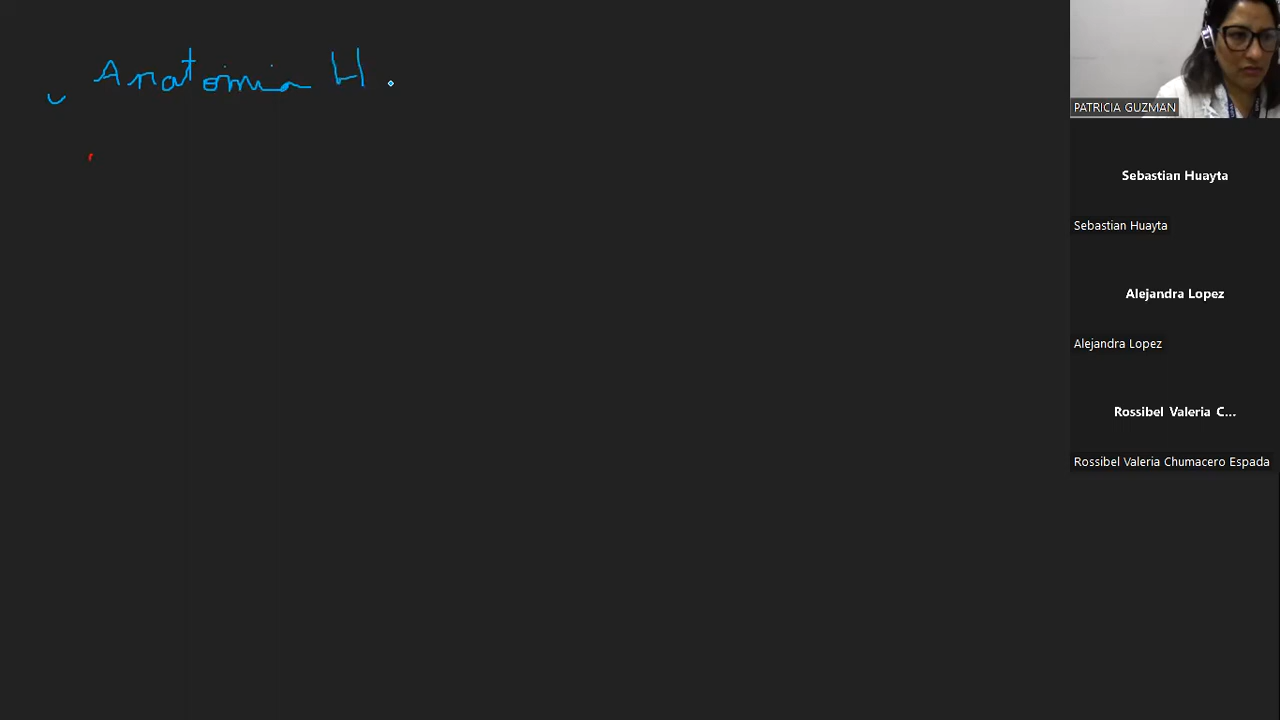 Anatomia H
PATRICIA GUZMAN
Sebastian Huayta
Sebastian Huayta
Alejandra Lopez
Alejandra Lopez
Rossibel Valeria C...
Rossibel Valeria Chumacero Espada